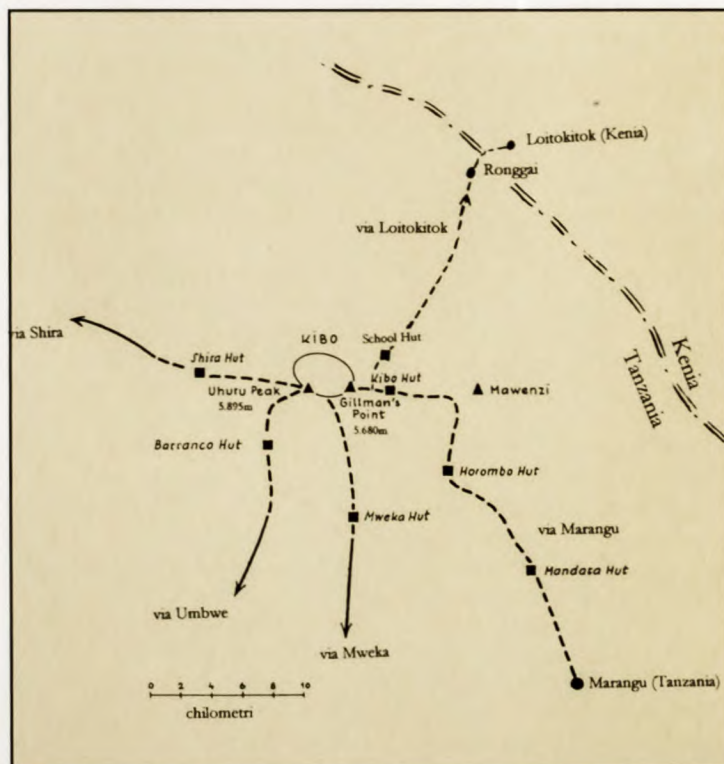 Loitokitok (Kenia)
Ronggai
via Loitokitok
Kenia
Tanzania
via Shira
KIBO
School Hut
Shira Hut
Kibo Hut
Uhuru Peak
5.895m
Gillman's
Point
5.680m
Mawenzi
Barranco Hut
Horombo Hut
Mweka Hut
via Marangu
Mandara Hut
via Umbwe
via Mweka
Marangu (Tanzania)
0 2 4 6 8 10
chilometri